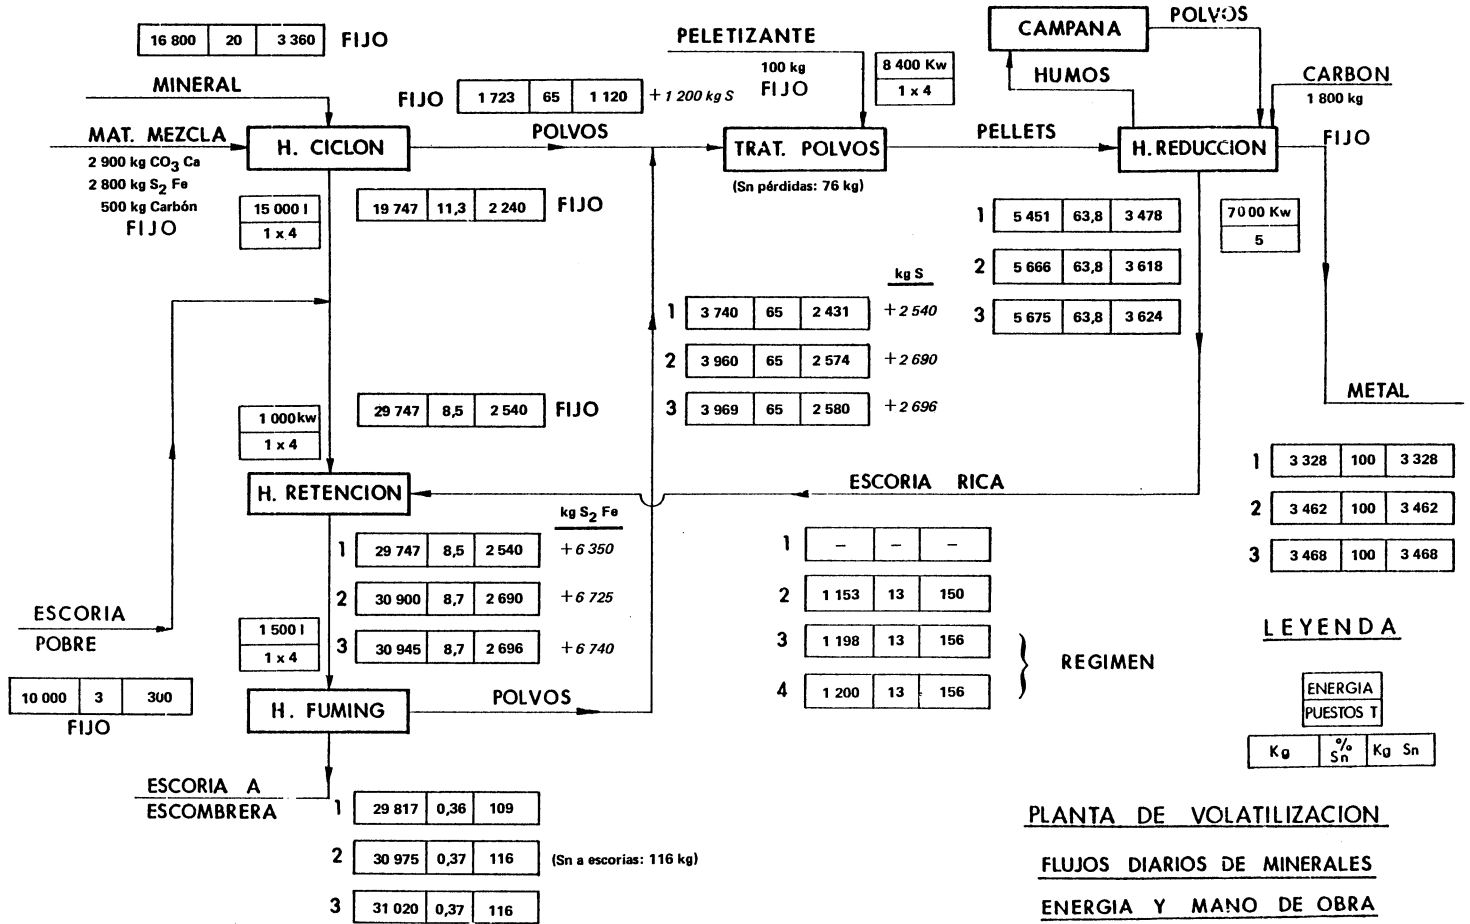 16 800 20 3 360 FIJO
MINERAL
MAT. MEZCLA
2 900 kg CO3 Ca
2 800 kg S2 Fe
500 kg Carbón
FIJO
H. CICLON
15 000 l
1 x 4
FIJO 1 723 65 1 120 + 1 200 kg S
POLVOS
19 747 11,3 2 240 FIJO
PELETIZANTE
100 kg
FIJO
8 400 Kw
1 x 4
TRAT. POLVOS
(Sn pérdidas: 76 kg)
PELLETS
CAMPANA
POLVOS
HUMOS
CARBON
1 800 kg
FIJO
H. REDUCCION
7000 Kw
5
1 5 451 63,8 3 478
2 5 666 63,8 3 618
3 5 675 63,8 3 624
kg S
1 3 740 65 2 431 + 2 540
2 3 960 65 2 574 + 2 690
3 3 969 65 2 580 + 2 696
29 747 8,5 2 540 FIJO
1 000 kw
1 x 4
H. RETENCION
ESCORIA RICA
METAL
1 3 328 100 3 328
2 3 462 100 3 462
3 3 468 100 3 468
kg S2 Fe
1 29 747 8,5 2 540 + 6 350
2 30 900 8,7 2 690 + 6 725
3 30 945 8,7 2 696 + 6 740
1 – – –
2 1 153 13 150
3 1 198 13 156
4 1 200 13 156
REGIMEN
ESCORIA
POBRE
10 000 3 300
FIJO
1 500 l
1 x 4
H. FUMING
POLVOS
ESCORIA A
ESCOMBRERA
1 29 817 0,36 109
2 30 975 0,37 116 (Sn a escorias: 116 kg)
3 31 020 0,37 116
LEYENDA
ENERGIA
PUESTOS T
Kg % Sn Kg Sn
PLANTA DE VOLATILIZACION
FLUJOS DIARIOS DE MINERALES
ENERGIA Y MANO DE OBRA